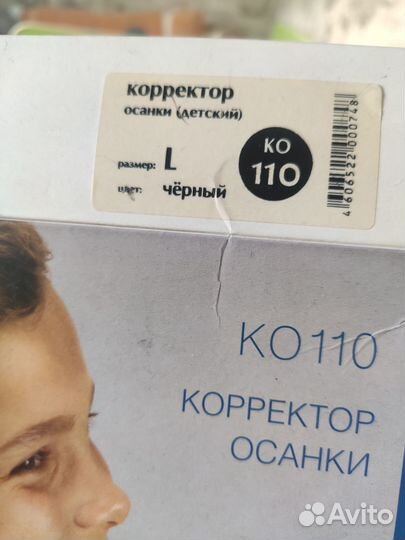 корректор
осанки (детский)
КО
110
размер: L
цвет: чёрный
4606522000748
КО110
КОРРЕКТОР
ОСАНКИ
Avito